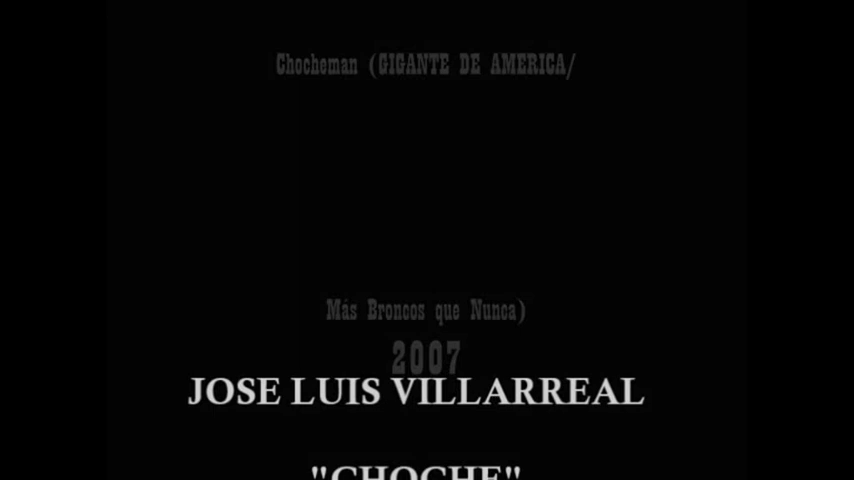 Chocheman (GIGANTE DE AMERICA/
Más Broncos que Nunca)
2007
JOSE LUIS VILLARREAL
"CHOCHE"